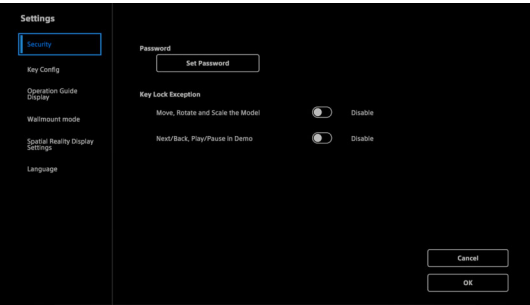 Settings
Security
Key Config
Operation Guide
Display
Wallmount mode
Spatial Reality Display
Settings
Language
Password
Set Password
Key Lock Exception
Move, Rotate and Scale the Model
Disable
Next/Back, Play/Pause in Demo
Disable
Cancel
OK